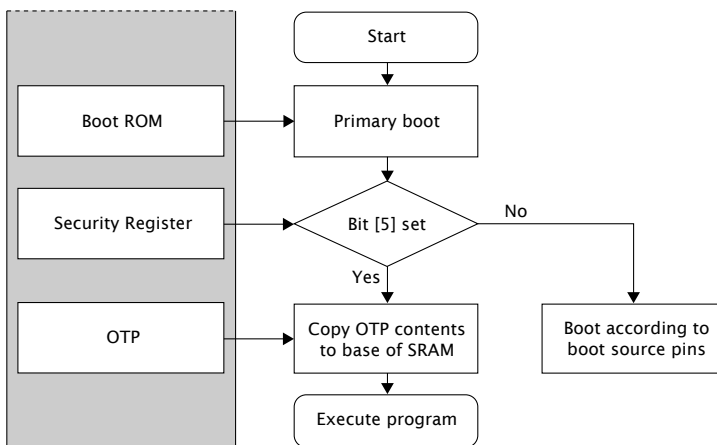 Start
Boot ROM
Primary boot
Security Register
Bit [5] set
No
Yes
OTP
Copy OTP contents
to base of SRAM
Boot according to
boot source pins
Execute program